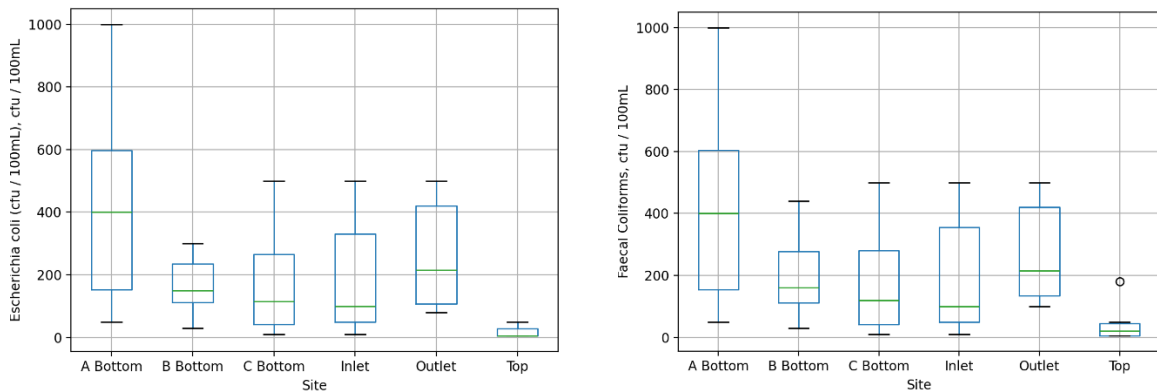 Escherichia coli (cfu / 100mL), cfu / 100mL
1000
800
600
400
200
0
A Bottom B Bottom C Bottom Inlet Outlet Top
Site
Faecal Coliforms, cfu / 100mL
1000
800
600
400
200
0
A Bottom B Bottom C Bottom Inlet Outlet Top
Site